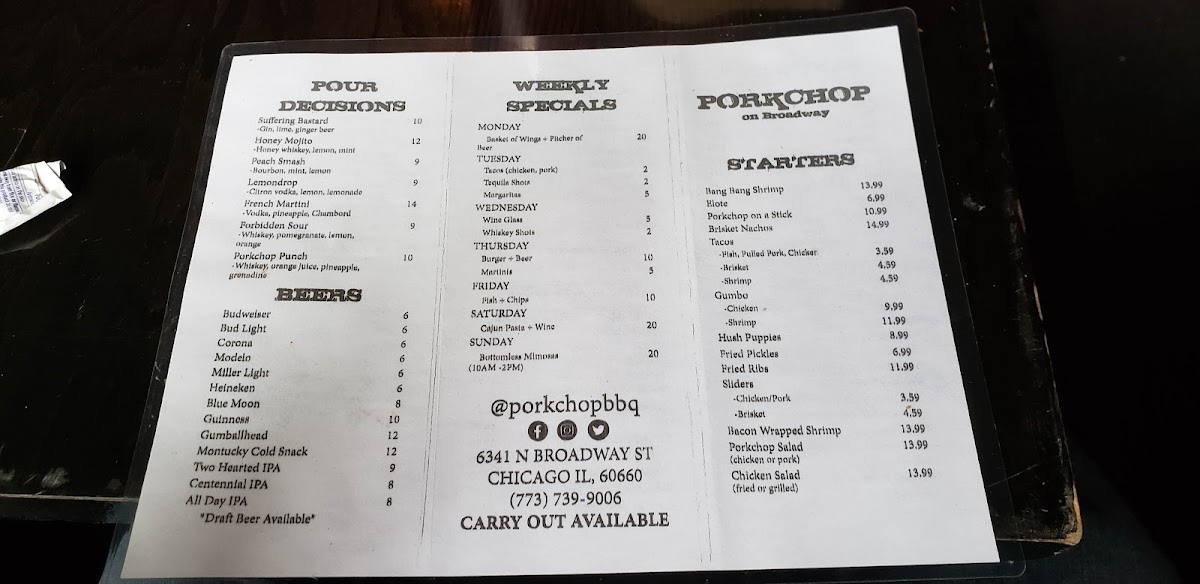 POUR
DECISIONS
Suffering Bastard 10
-Gin, lime, ginger beer
Honey Mojito 12
-Honey whiskey, lemon, mint
Peach Smash 9
-Bourbon, mint, lemon
Lemondrop 9
-Citron vodka, lemon, lemonade
French Martini 14
-Vodka, pineapple, Chambord
Forbidden Sour 9
-Whiskey, pomegranate, lemon,
orange
Porkchop Punch 10
-Whiskey, orange juice, pineapple,
grenadine
BEERS
Budweiser 6
Bud Light 6
Corona 6
Modelo 6
Miller Light 6
Heineken 6
Blue Moon 8
Guinness 10
Gumballhead 12
Montucky Cold Snack 12
Two Hearted IPA 9
Centennial IPA 8
All Day IPA 8
*Draft Beer Available*
WEEKLY
SPECIALS
MONDAY
Basket of Wings + Pitcher of 20
Beer
TUESDAY
Tacos (chicken, pork) 2
Tequila Shots 2
Margaritas 5
WEDNESDAY
Wine Glass 5
Whiskey Shots 2
THURSDAY
Burger + Beer 10
Martinis 5
FRIDAY
Fish + Chips 10
SATURDAY
Cajun Pasta + Wine 20
SUNDAY
Bottomless Mimosas 20
(10AM -2PM)
@porkchopbbq
6341 N BROADWAY ST
CHICAGO IL, 60660
(773) 739-9006
CARRY OUT AVAILABLE
PORKCHOP
on Broadway
STARTERS
Bang Bang Shrimp 13.99
Elote 6.99
Porkchop on a Stick 10.99
Brisket Nachos 14.99
Tacos
-Fish, Pulled Pork, Chicken 3.59
-Brisket 4.59
-Shrimp 4.59
Gumbo
-Chicken 9.99
-Shrimp 11.99
Hush Puppies 8.99
Fried Pickles 6.99
Fried Ribs 11.99
Sliders
-Chicken/Pork 3.59
-Brisket 4.59
Bacon Wrapped Shrimp 13.99
Porkchop Salad 13.99
(chicken or pork)
Chicken Salad 13.99
(fried or grilled)